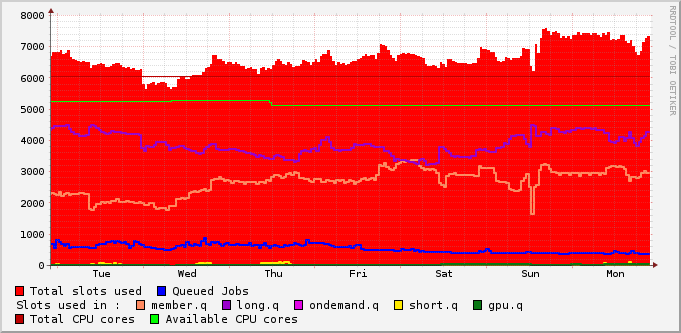 8000
7000
6000
5000
4000
3000
2000
1000
0
Tue Wed Thu Fri Sat Sun Mon
RRDTOOL / TOBI OETIKER
Total slots used Queued Jobs
Slots used in : member.q long.q ondemand.q short.q gpu.q
Total CPU cores Available CPU cores